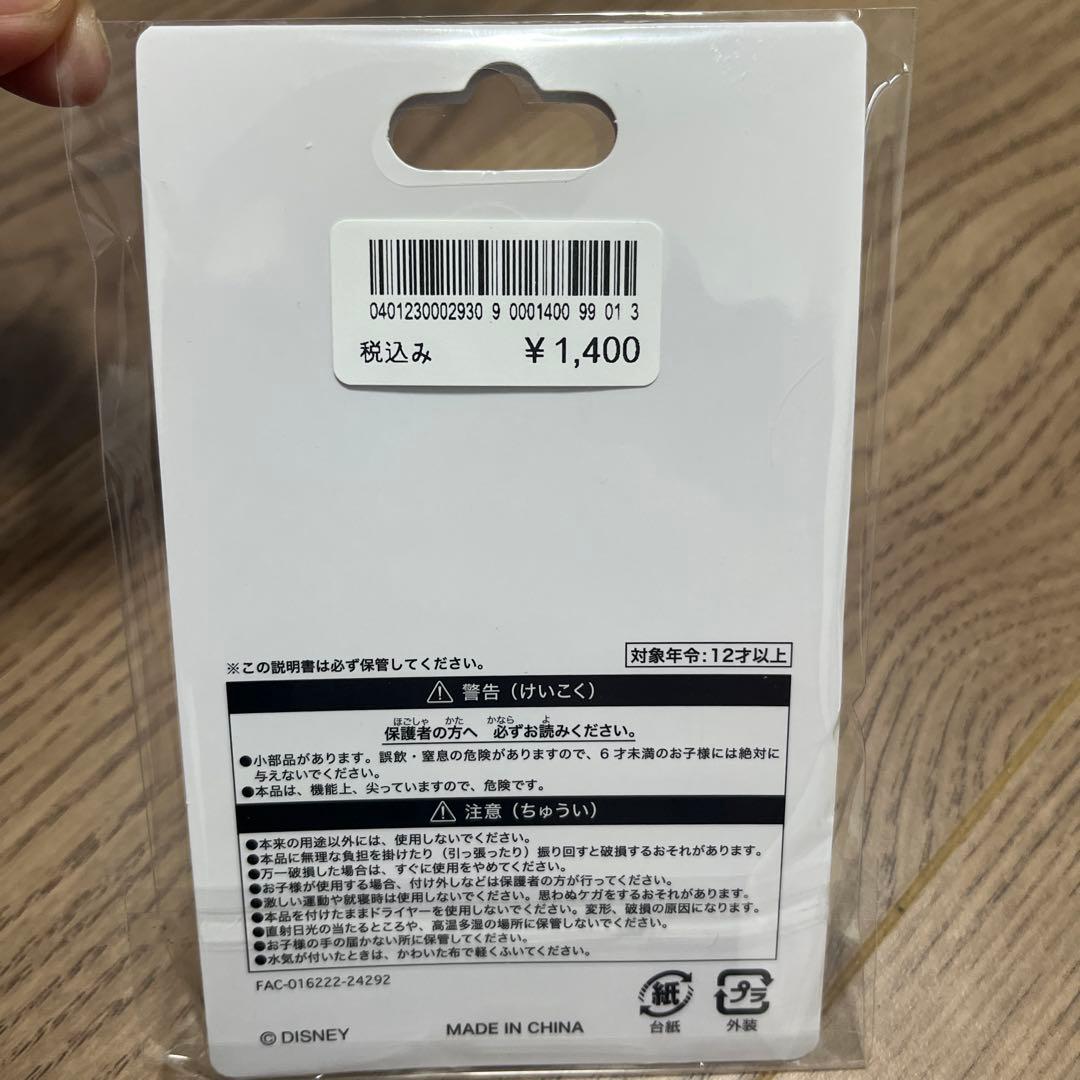 0401230002930 9 0001400 99 01 3
税込み ¥1,400
※この説明書は必ず保管してください。
対象年令:12才以上
⚠ 警告（けいこく）
ほごしゃ かた かなら よ
保護者の方へ 必ずお読みください。
●小部品があります。誤飲・窒息の危険がありますので、6才未満のお子様には絶対に
与えないでください。
●本品は、機能上、尖っていますので、危険です。
⚠ 注意（ちゅうい）
●本来の用途以外には、使用しないでください。
●本品に無理な負担を掛けたり（引っ張ったり）振り回すと破損するおそれがあります。
●万一破損した場合は、すぐに使用をやめてください。
●お子様が使用する場合、付け外しなどは保護者の方が行ってください。
●激しい運動や就寝時は使用しないでください。思わぬケガをするおそれがあります。
●本品を付けたままドライヤーを使用しないでください。変形、破損の原因になります。
●直射日光の当たるところや、高温多湿の場所に保管しないでください。
●お子様の手の届かない所に保管してください。
●水気が付いたときは、かわいた布で軽くふいてください。
FAC-016222-24292
紙 プラ
台紙 外装
© DISNEY MADE IN CHINA